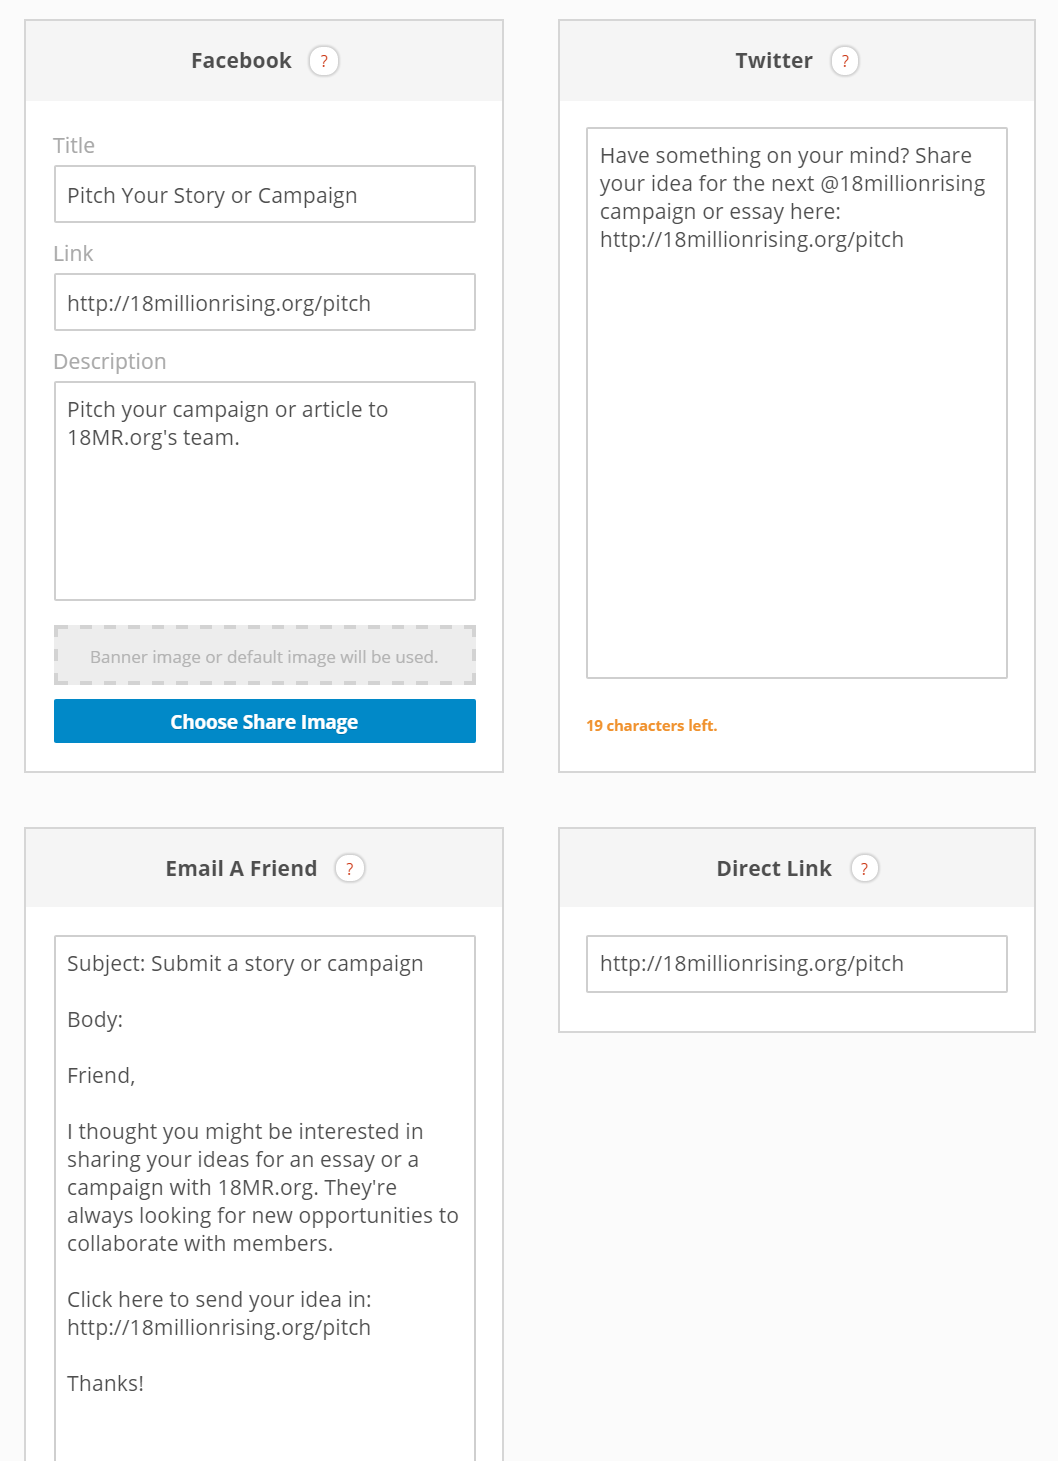 Facebook ?
Title
Pitch Your Story or Campaign
Link
http://18millionrising.org/pitch
Description
Pitch your campaign or article to
18MR.org's team.
Banner image or default image will be used.
Choose Share Image
Twitter ?
Have something on your mind? Share
your idea for the next @18millionrising
campaign or essay here:
http://18millionrising.org/pitch
19 characters left.
Email A Friend ?
Subject: Submit a story or campaign
Body:
Friend,
I thought you might be interested in
sharing your ideas for an essay or a
campaign with 18MR.org. They're
always looking for new opportunities to
collaborate with members.
Click here to send your idea in:
http://18millionrising.org/pitch
Thanks!
Direct Link ?
http://18millionrising.org/pitch